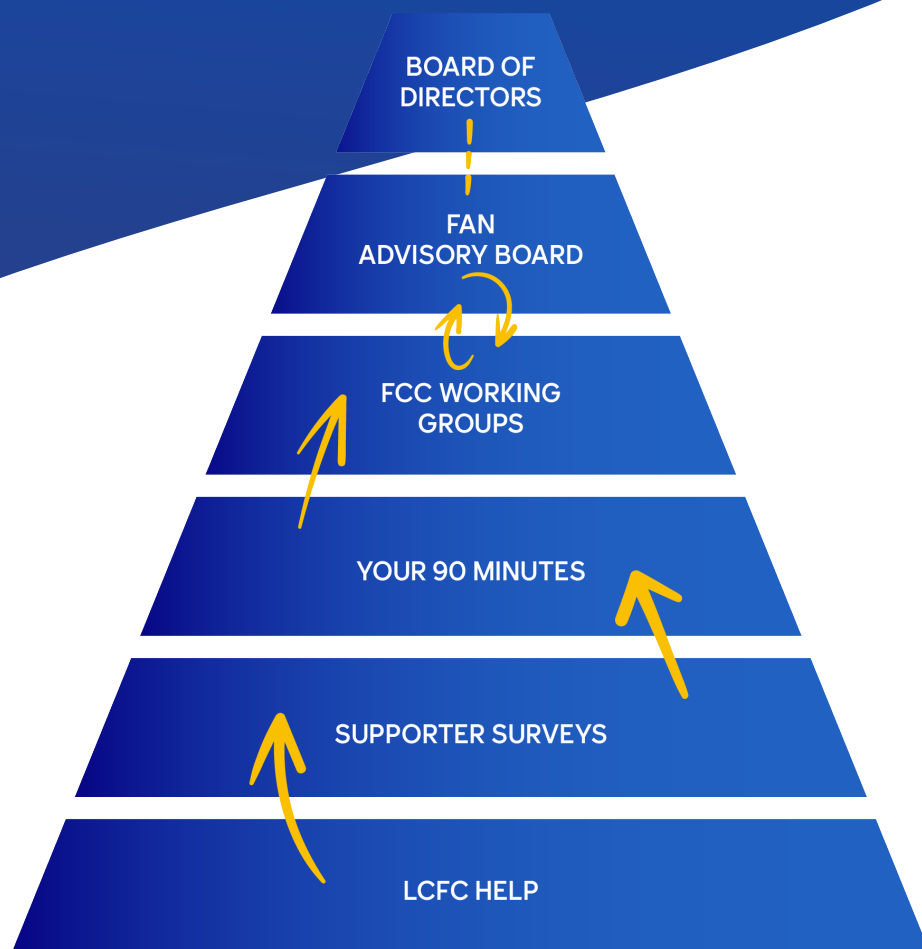 BOARD OF
DIRECTORS
FAN
ADVISORY BOARD
FCC WORKING
GROUPS
YOUR 90 MINUTES
SUPPORTER SURVEYS
LCFC HELP